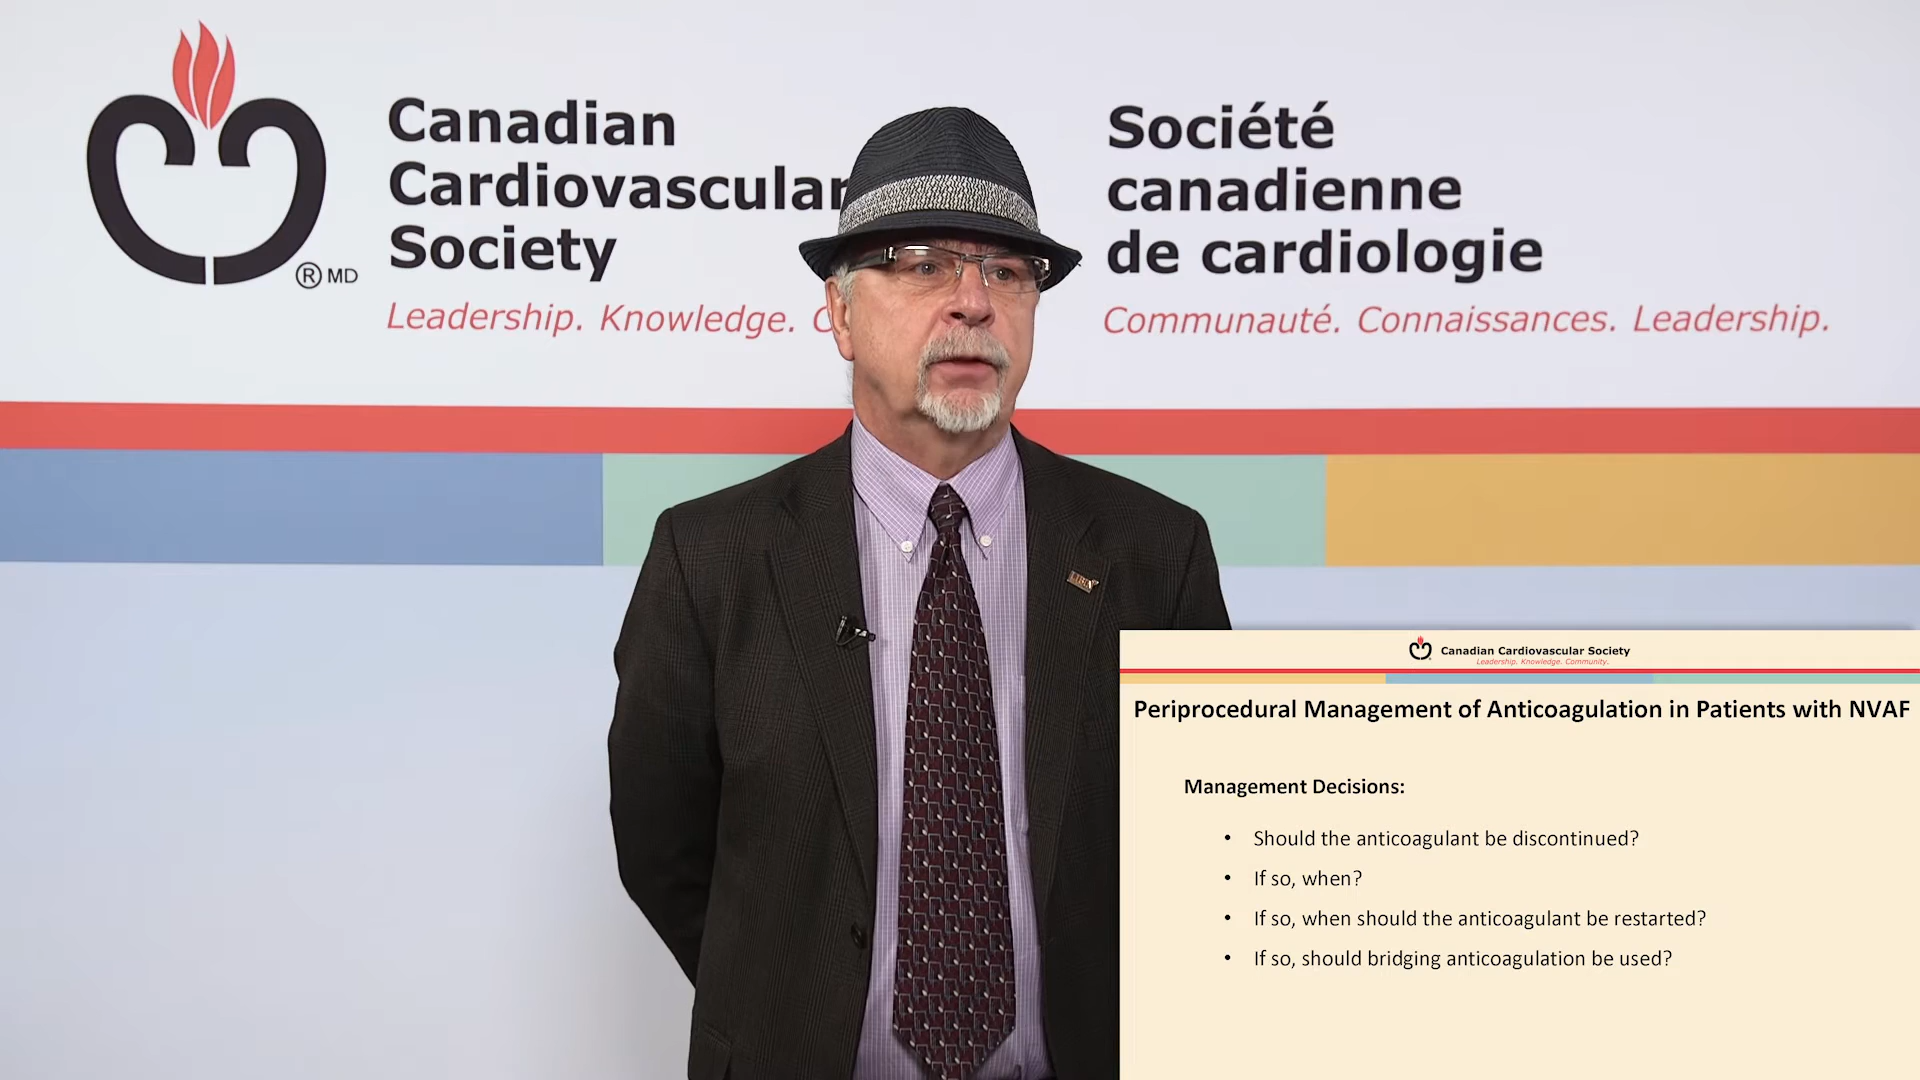 Canadian
Cardiovascular
Society
Leadership. Knowledge. C
® MD
Société
canadienne
de cardiologie
Communauté. Connaissances. Leadership.
Canadian Cardiovascular Society
Leadership. Knowledge. Community.
Periprocedural Management of Anticoagulation in Patients with NVAF
Management Decisions:
• Should the anticoagulant be discontinued?
• If so, when?
• If so, when should the anticoagulant be restarted?
• If so, should bridging anticoagulation be used?